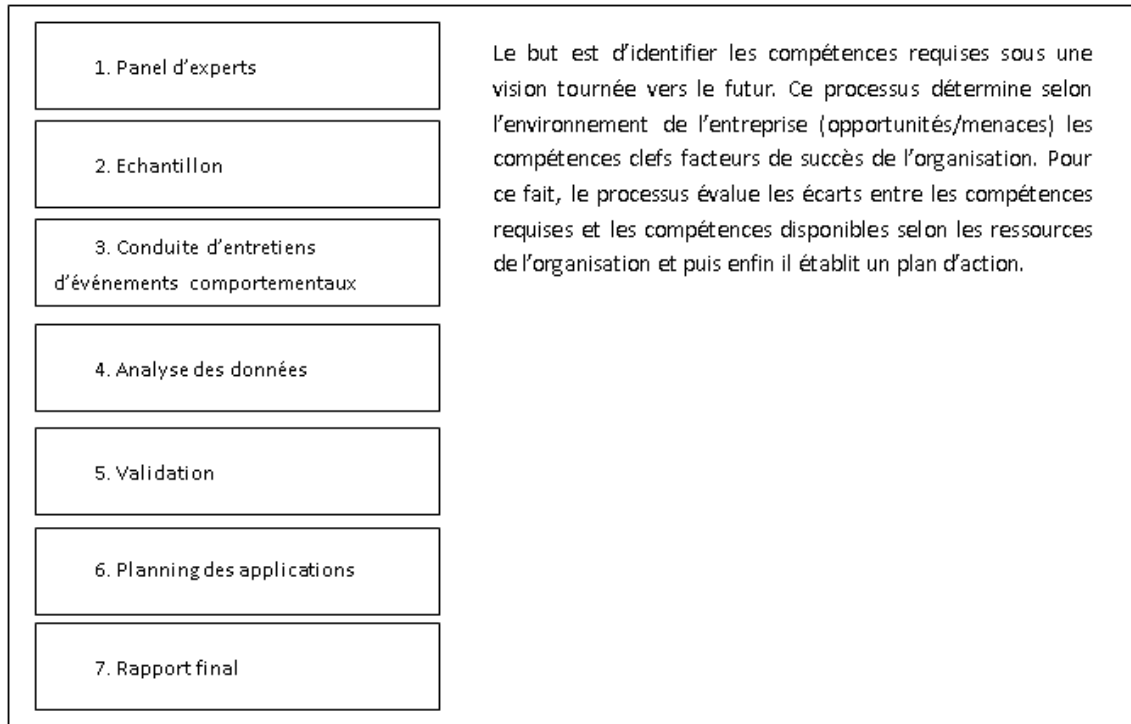 1. Panel d'experts
2. Echantillon
3. Conduite d'entretiens
d'événements comportementaux
4. Analyse des données
5. Validation
6. Planning des applications
7. Rapport final
Le but est d'identifier les compétences requises sous une
vision tournée vers le futur. Ce processus détermine selon
l'environnement de l'entreprise (opportunités/menaces) les
compétences clefs facteurs de succès de l'organisation. Pour
ce fait, le processus évalue les écarts entre les compétences
requises et les compétences disponibles selon les ressources
de l'organisation et puis enfin il établit un plan d'action.